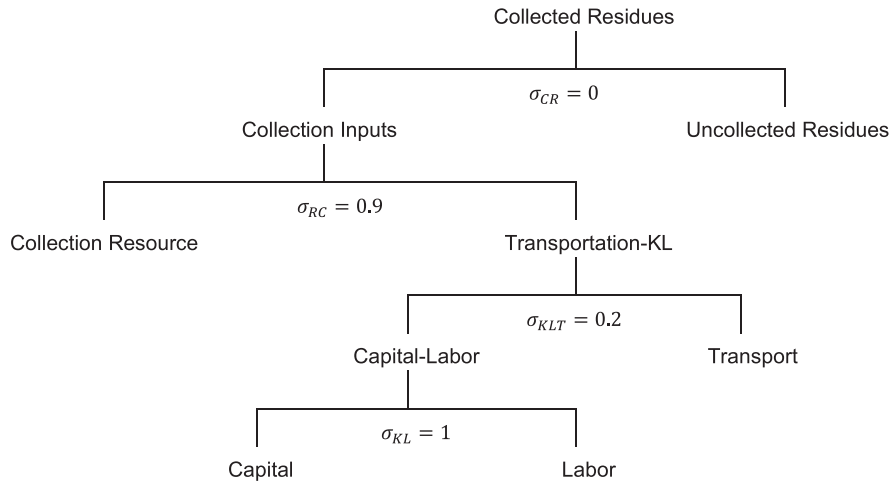 Collected Residues
σ_CR = 0
Collection Inputs
Uncollected Residues
σ_RC = 0.9
Collection Resource
Transportation-KL
σ_KLT = 0.2
Capital-Labor
Transport
σ_KL = 1
Capital
Labor